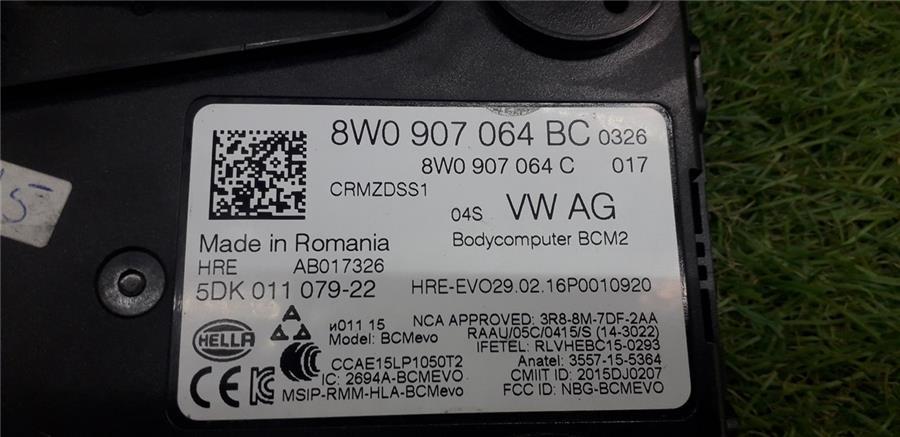 8W0 907 064 BC 0326
8W0 907 064 C 017
CRMZDSS1
04S VW AG
Bodycomputer BCM2
Made in Romania
HRE AB017326
5DK 011 079-22 HRE-EVO29.02.16P0010920
HELLA
и011 15
Model: BCMevo
CCAE15LP1050T2
IC: 2694A-BCMEVO
MSIP-RMM-HLA-BCMevo
NCA APPROVED: 3R8-8M-7DF-2AA
RAAU/05C/0415/S (14-3022)
IFETEL: RLVHEBC15-0293
Anatel: 3557-15-5364
CMIIT ID: 2015DJ0207
FCC ID: NBG-BCMEVO
CE